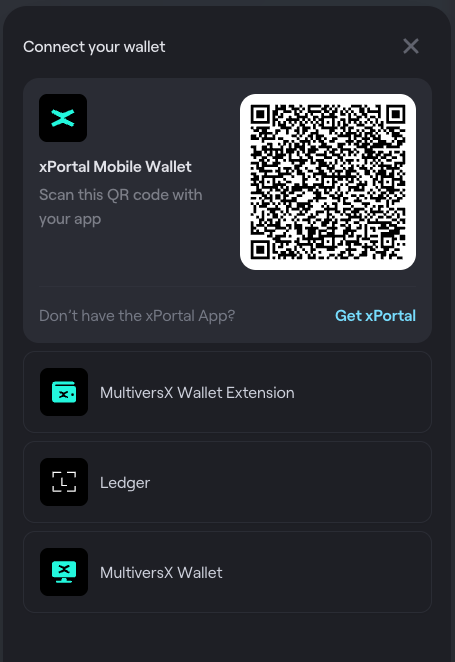 Connect your wallet
xPortal Mobile Wallet
Scan this QR code with
your app
Don't have the xPortal App?
Get xPortal
MultiversX Wallet Extension
L
Ledger
MultiversX Wallet